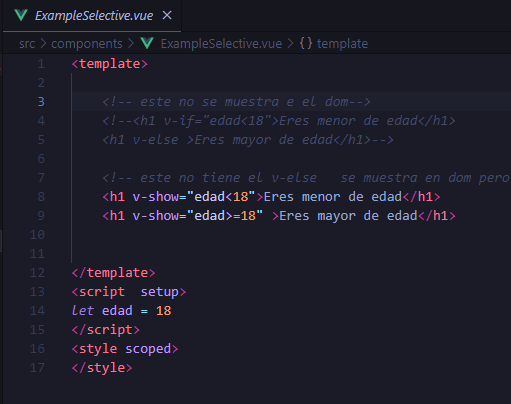 ExampleSelective.vue ×
src > components > ExampleSelective.vue > {} template
1 <template>
2
3 <!-- este no se muestra e el dom-->
4 <!--<h1 v-if="edad<18">Eres menor de edad</h1>
5 <h1 v-else >Eres mayor de edad</h1>-->
6
7 <!-- este no tiene el v-else   se muestra en dom pero
8 <h1 v-show="edad<18">Eres menor de edad</h1>
9 <h1 v-show="edad>=18" >Eres mayor de edad</h1>
10
11
12 </template>
13 <script  setup>
14 let edad = 18
15 </script>
16 <style scoped>
17 </style>